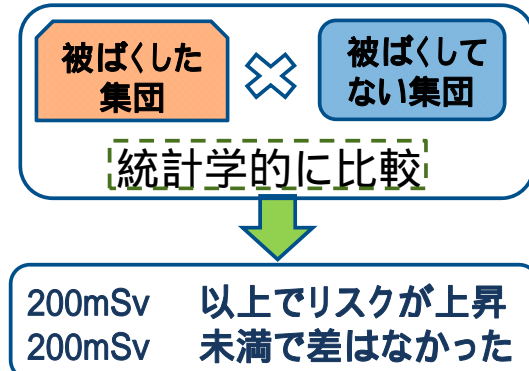 被ばくした
集団
被ばくして
ない集団
統計学的に比較
200mSv 以上でリスクが上昇
200mSv 未満で差はなかった